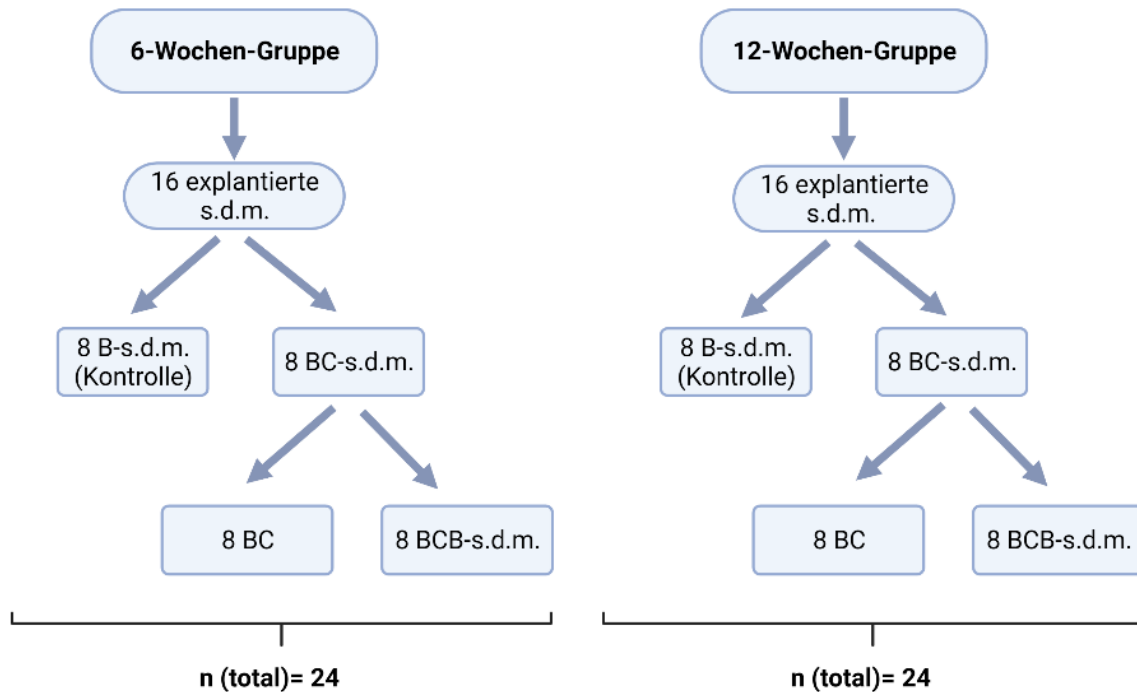 6-Wochen-Gruppe
16 explantierte
s.d.m.
8 B-s.d.m.
(Kontrolle)
8 BC-s.d.m.
8 BC
8 BCB-s.d.m.
n (total)= 24
12-Wochen-Gruppe
16 explantierte
s.d.m.
8 B-s.d.m.
(Kontrolle)
8 BC-s.d.m.
8 BC
8 BCB-s.d.m.
n (total)= 24